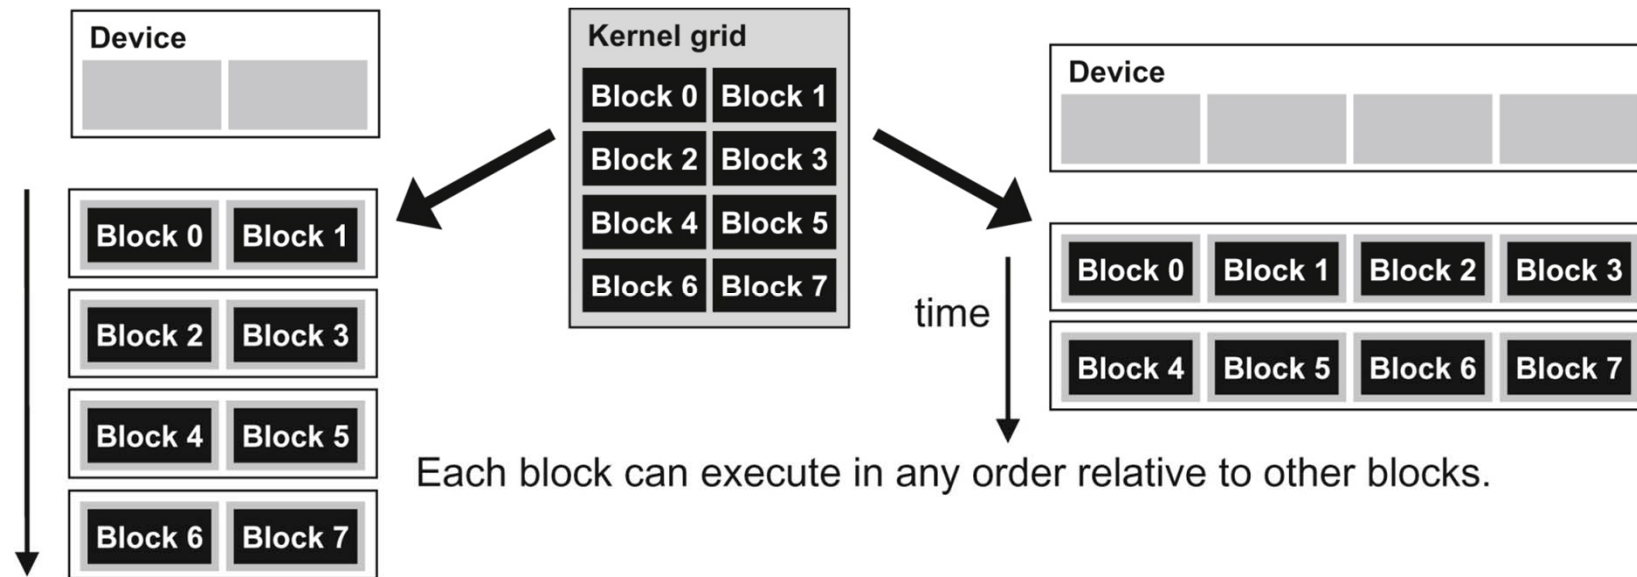 Device
Block 0 Block 1
Block 2 Block 3
Block 4 Block 5
Block 6 Block 7
Kernel grid
Block 0 Block 1
Block 2 Block 3
Block 4 Block 5
Block 6 Block 7
Device
time
Block 0 Block 1 Block 2 Block 3
Block 4 Block 5 Block 6 Block 7
Each block can execute in any order relative to other blocks.